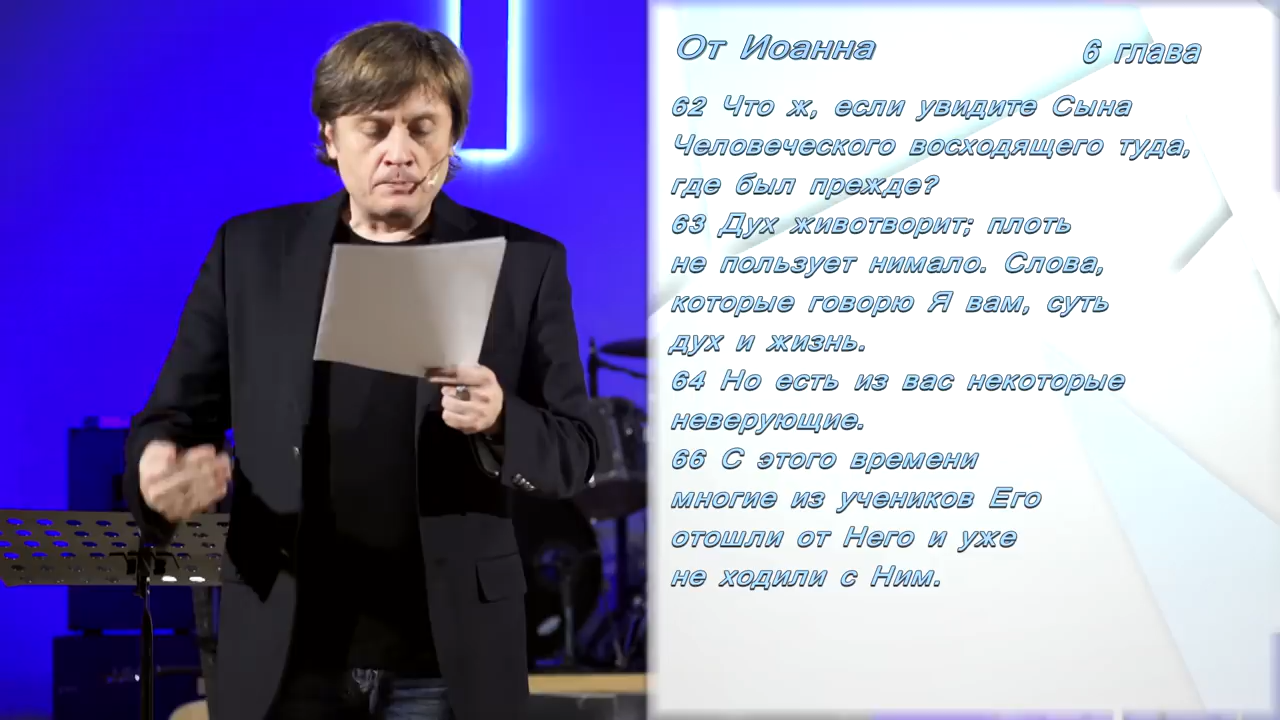 От Иоанна 6 глава
62 Что ж, если увидите Сына
Человеческого восходящего туда,
где был прежде?
63 Дух животворит; плоть
не пользует нимало. Слова,
которые говорю Я вам, суть
дух и жизнь.
64 Но есть из вас некоторые
неверующие.
66 С этого времени
многие из учеников Его
отошли от Него и уже
не ходили с Ним.